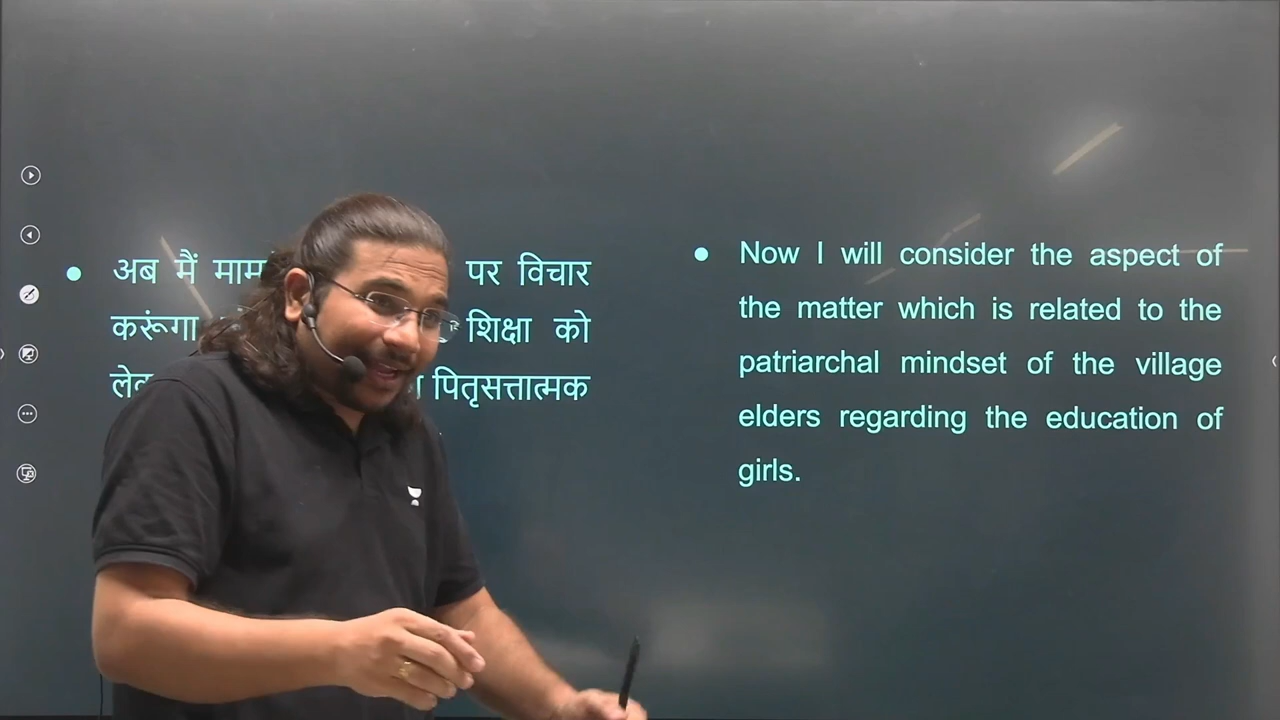 अब मैं
पर विचार
करूंगा
शिक्षा को
पितृसत्तात्मक
Now I will consider the aspect of
the matter which is related to the
patriarchal mindset of the village
elders regarding the education of
girls.